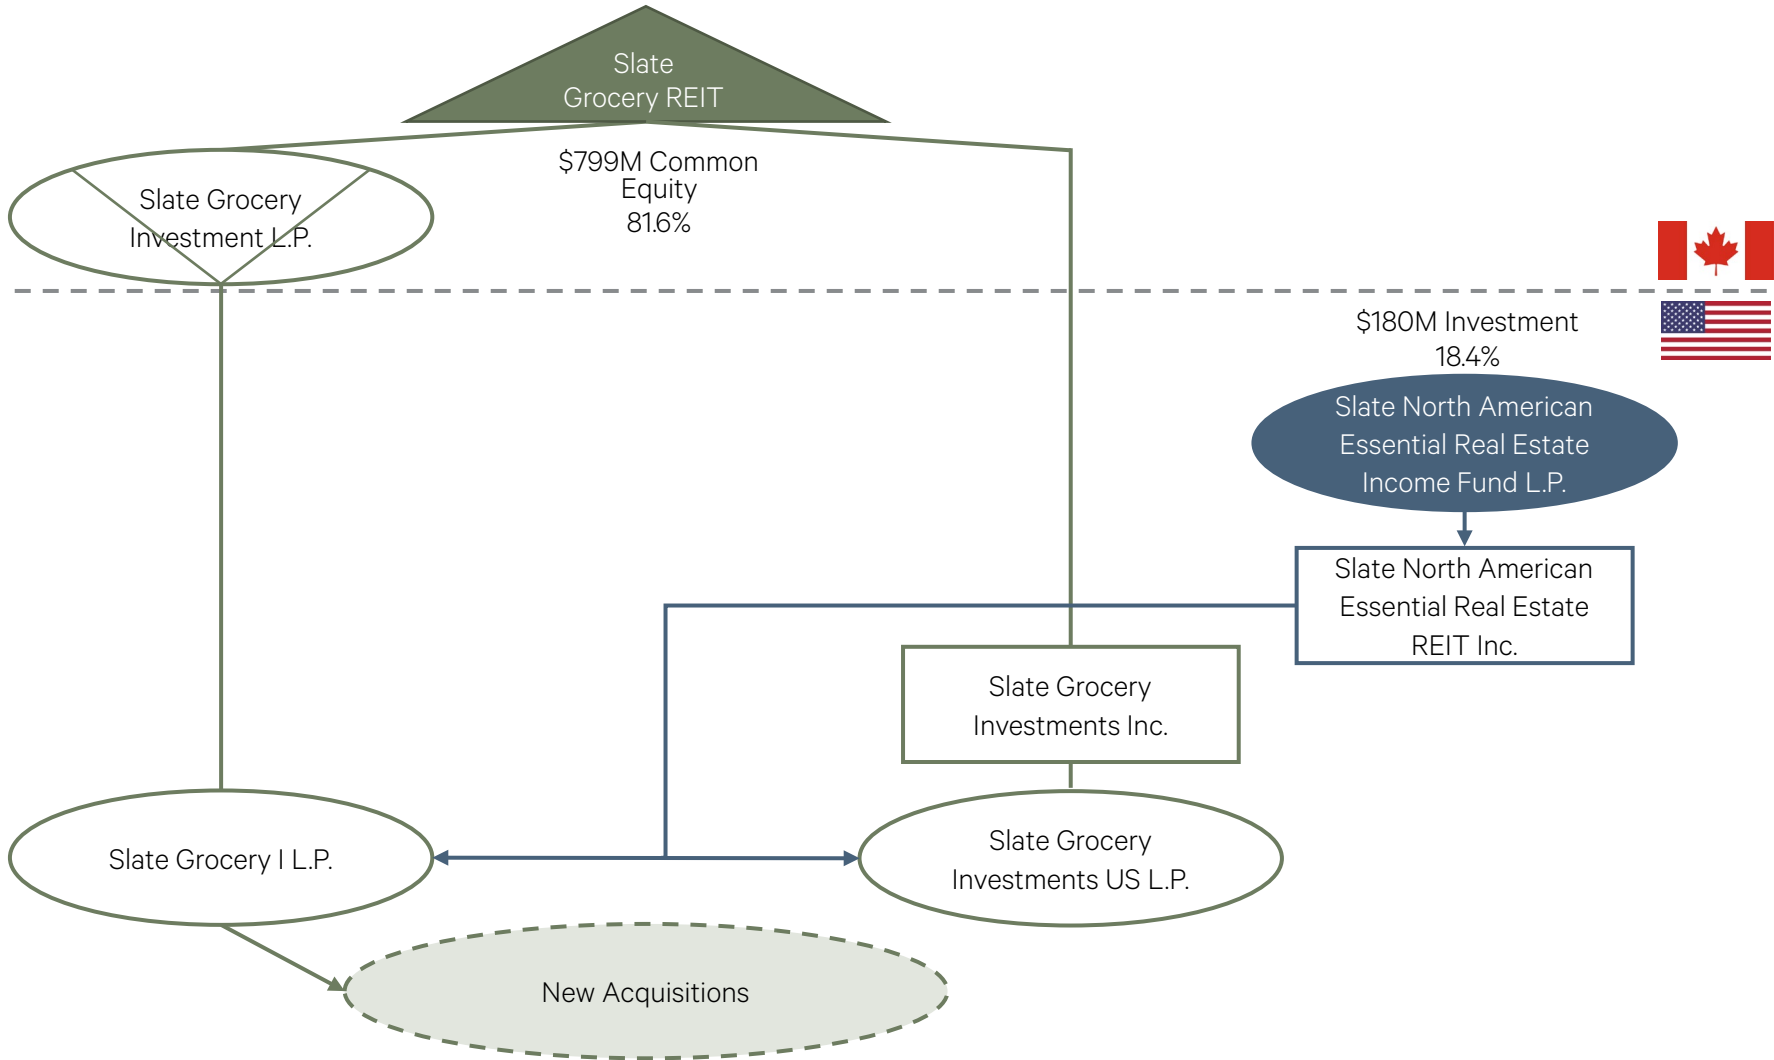 Slate
Grocery REIT
$799M Common
Equity
81.6%
Slate Grocery
Investment L.P.
$180M Investment
18.4%
Slate North American
Essential Real Estate
Income Fund L.P.
Slate North American
Essential Real Estate
REIT Inc.
Slate Grocery
Investments Inc.
Slate Grocery I L.P.
Slate Grocery
Investments US L.P.
New Acquisitions